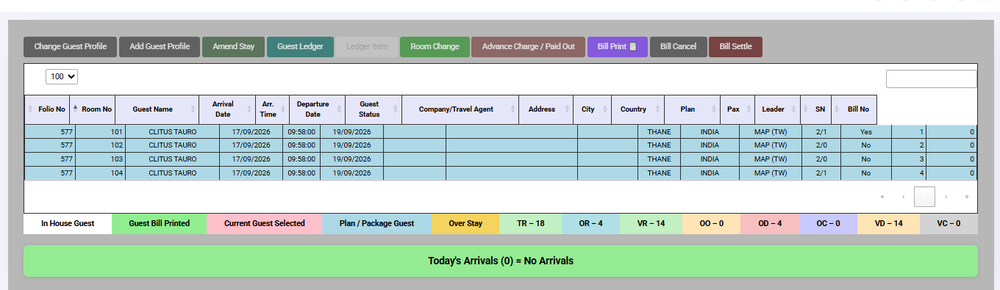 Change Guest Profile Add Guest Profile Amend Stay Guest Ledger Ledger Item Room Change Advance Charge / Paid Out Bill Print Bill Cancel Bill Settle
100
Folio No Room No Guest Name Arrival Date Arr. Time Departure Date Guest Status Company/Travel Agent Address City Country Plan Pax Leader SN Bill No
577 101 CLITUS TAURO 17/09/2026 09:58:00 19/09/2026 THANE INDIA MAP (TW) 2/1 Yes 1 0
577 102 CLITUS TAURO 17/09/2026 09:58:00 19/09/2026 THANE INDIA MAP (TW) 2/0 No 2 0
577 103 CLITUS TAURO 17/09/2026 09:58:00 19/09/2026 THANE INDIA MAP (TW) 2/0 No 3 0
577 104 CLITUS TAURO 17/09/2026 09:58:00 19/09/2026 THANE INDIA MAP (TW) 2/1 No 4 0
« ‹ › »
In House Guest Guest Bill Printed Current Guest Selected Plan / Package Guest Over Stay TR – 18 OR – 4 VR – 14 OO – 0 OD – 4 OC – 0 VD – 14 VC – 0
Today's Arrivals (0) = No Arrivals